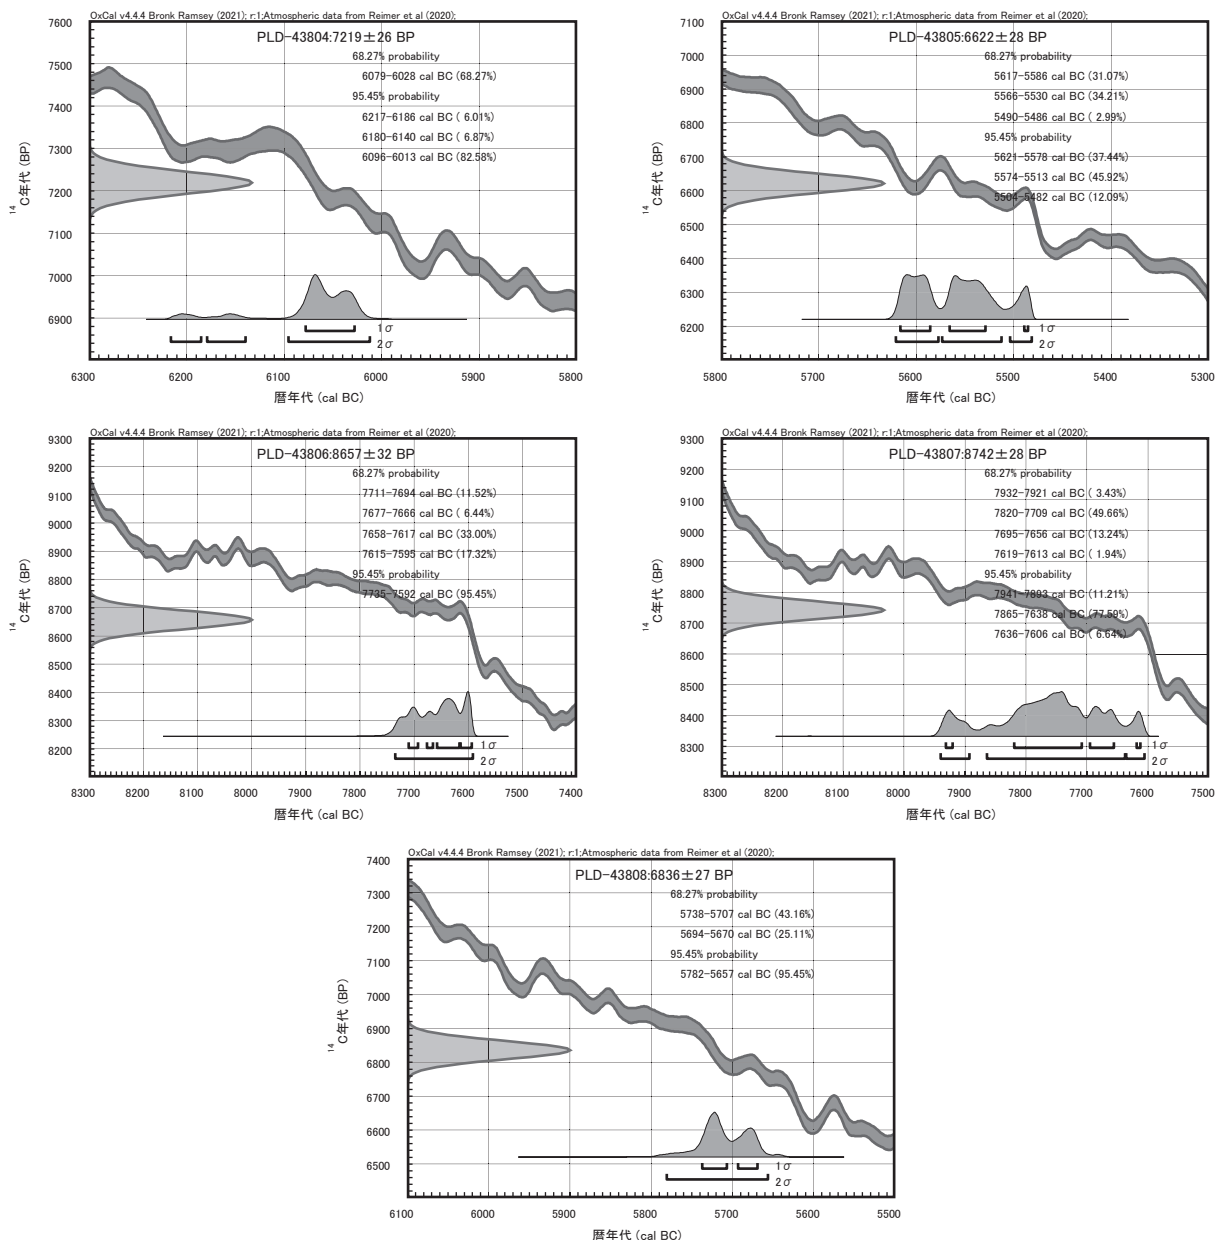 OxCal v4.4.4 Bronk Ramsey (2021); r:1;Atmospheric data from Reimer et al (2020);
PLD-43804:7219±26 BP
68.27% probability
6079-6028 cal BC (68.27%)
95.45% probability
6217-6186 cal BC ( 6.01%)
6180-6140 cal BC ( 6.87%)
6096-6013 cal BC (82.58%)
7600
7500
7400
7300
7200
7100
7000
6900
14C年代 (BP)
1σ
2σ
6300 6200 6100 6000 5900 5800
暦年代 (cal BC)
OxCal v4.4.4 Bronk Ramsey (2021); r:1;Atmospheric data from Reimer et al (2020);
PLD-43805:6622±28 BP
68.27% probability
5617-5586 cal BC (31.07%)
5566-5530 cal BC (34.21%)
5490-5486 cal BC ( 2.99%)
95.45% probability
5621-5578 cal BC (37.44%)
5574-5513 cal BC (45.92%)
5504-5482 cal BC (12.09%)
7100
7000
6900
6800
6700
6600
6500
6400
6300
6200
14C年代 (BP)
1σ
2σ
5800 5700 5600 5500 5400 5300
暦年代 (cal BC)
OxCal v4.4.4 Bronk Ramsey (2021); r:1;Atmospheric data from Reimer et al (2020);
PLD-43806:8657±32 BP
68.27% probability
7711-7694 cal BC (11.52%)
7677-7666 cal BC ( 6.44%)
7658-7617 cal BC (33.00%)
7615-7595 cal BC (17.32%)
95.45% probability
7735-7592 cal BC (95.45%)
9300
9200
9100
9000
8900
8800
8700
8600
8500
8400
8300
8200
14C年代 (BP)
1σ
2σ
8300 8200 8100 8000 7900 7800 7700 7600 7500 7400
暦年代 (cal BC)
OxCal v4.4.4 Bronk Ramsey (2021); r:1;Atmospheric data from Reimer et al (2020);
PLD-43807:8742±28 BP
68.27% probability
7932-7921 cal BC ( 3.43%)
7820-7709 cal BC (49.66%)
7695-7656 cal BC (13.24%)
7619-7613 cal BC ( 1.94%)
95.45% probability
7941-7893 cal BC (11.21%)
7865-7638 cal BC (77.59%)
7636-7606 cal BC ( 6.64%)
9300
9200
9100
9000
8900
8800
8700
8600
8500
8400
8300
14C年代 (BP)
1σ
2σ
8300 8200 8100 8000 7900 7800 7700 7600 7500
暦年代 (cal BC)
OxCal v4.4.4 Bronk Ramsey (2021); r:1;Atmospheric data from Reimer et al (2020);
PLD-43808:6836±27 BP
68.27% probability
5738-5707 cal BC (43.16%)
5694-5670 cal BC (25.11%)
95.45% probability
5782-5657 cal BC (95.45%)
7400
7300
7200
7100
7000
6900
6800
6700
6600
6500
14C年代 (BP)
1σ
2σ
6100 6000 5900 5800 5700 5600 5500
暦年代 (cal BC)